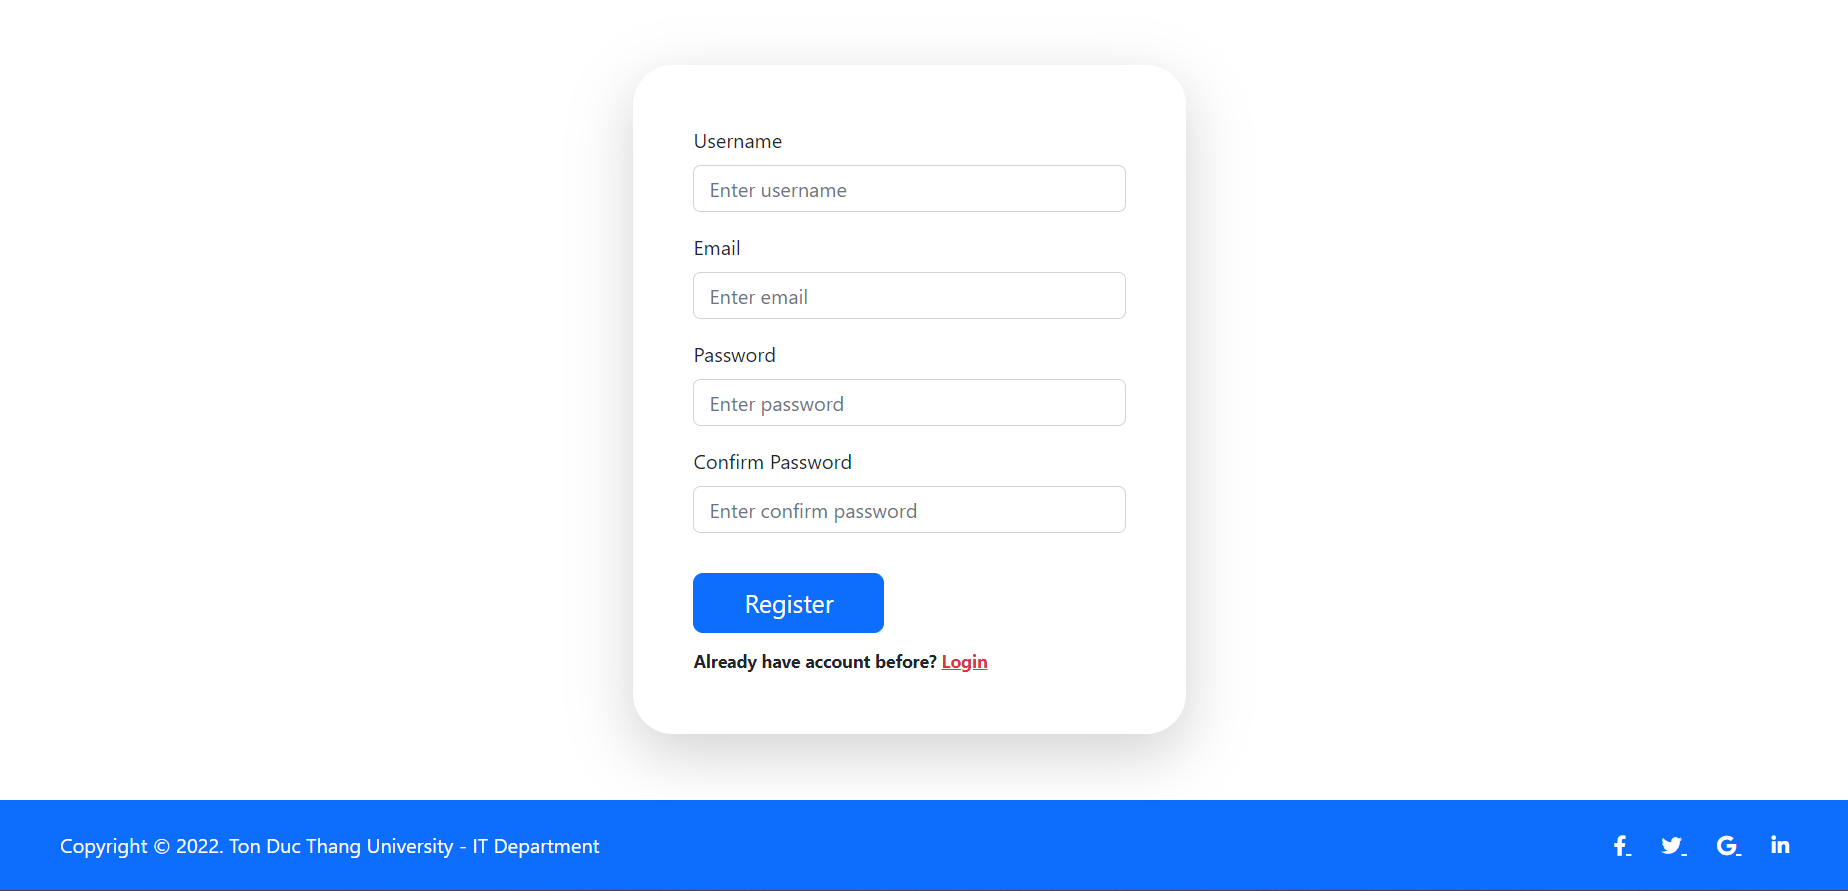 Username
Enter username
Email
Enter email
Password
Enter password
Confirm Password
Enter confirm password
Register
Already have account before? Login
Copyright © 2022. Ton Duc Thang University - IT Department